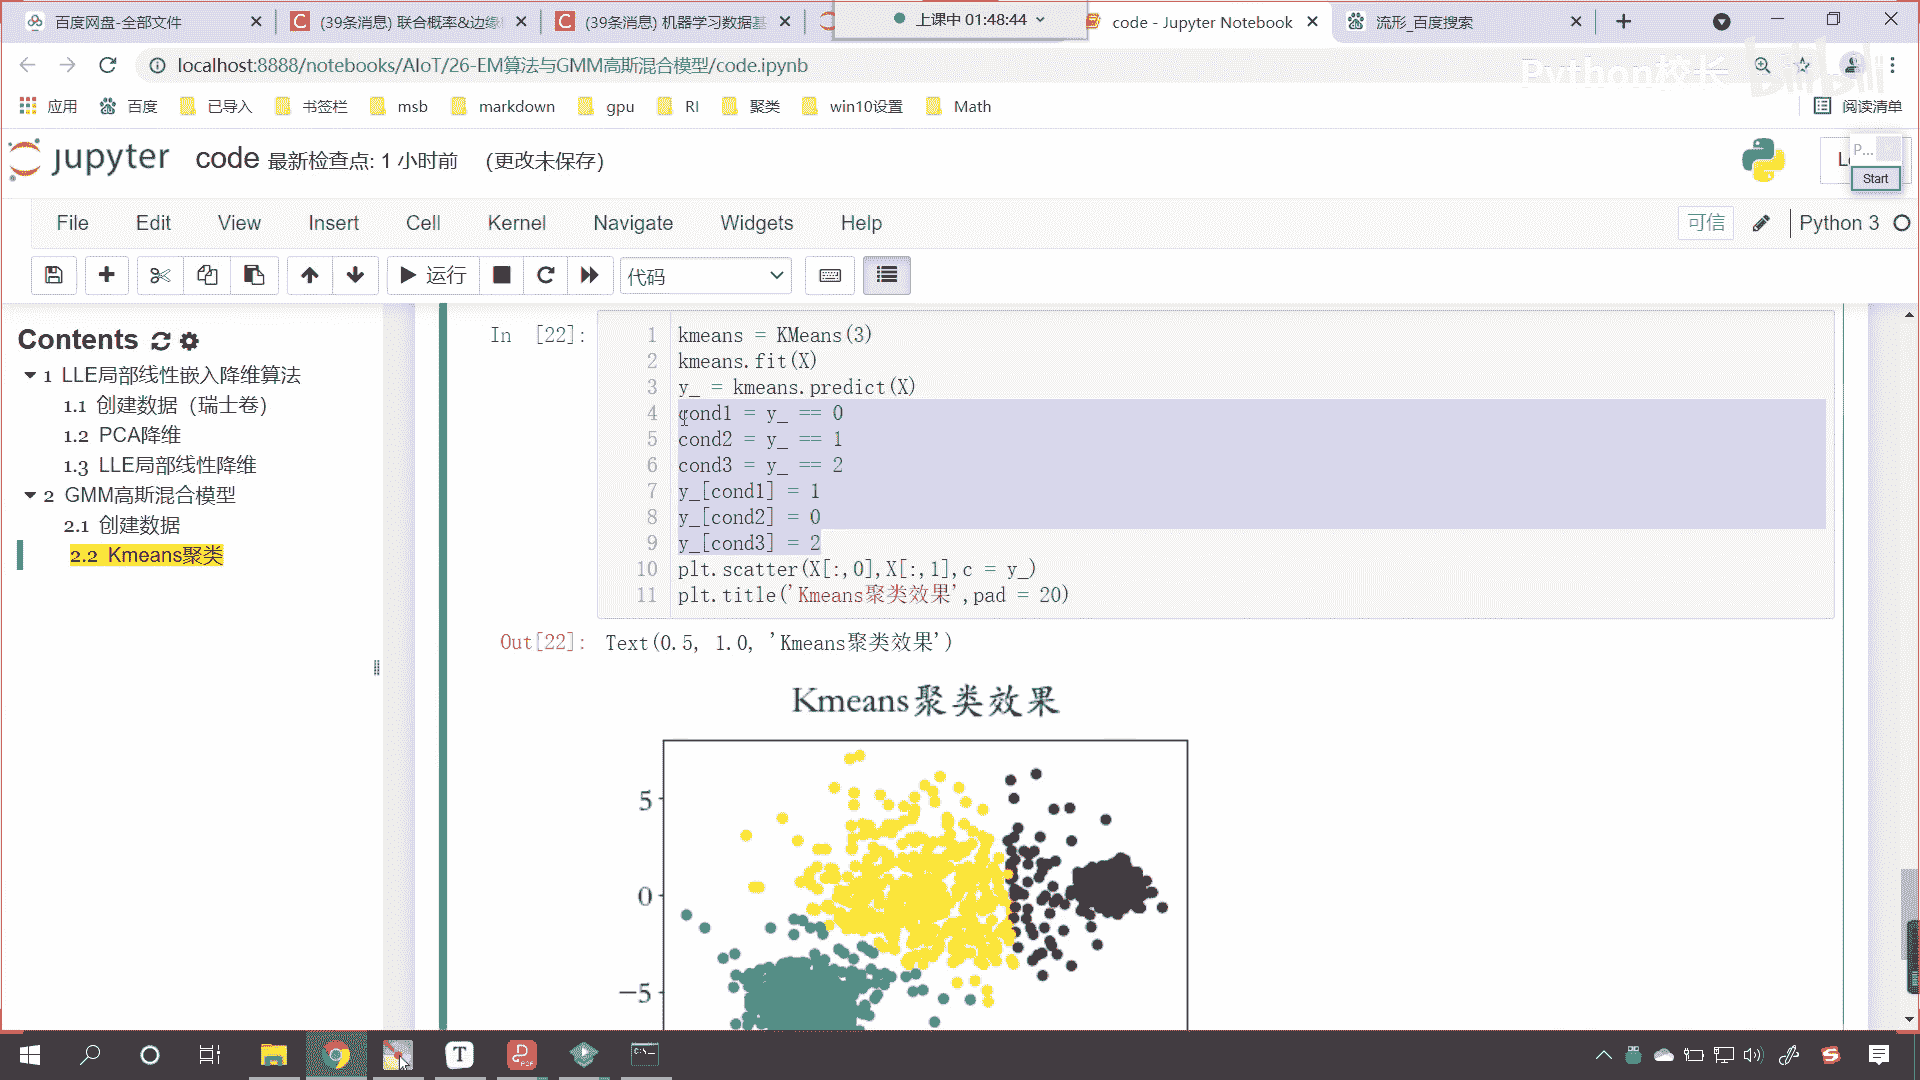 百度网盘-全部文件
(39条消息) 联合概率&边缘
(39条消息) 机器学习数据基
上课中 01:48:44
code - Jupyter Notebook
流形_百度搜索
localhost:8888/notebooks/AIoT/26-EM算法与GMM高斯混合模型/code.ipynb
Python校长
bilibili
应用
百度
已导入
书签栏
msb
markdown
gpu
RI
聚类
win10设置
Math
阅读清单
jupyter
code 最新检查点: 1 小时前 (更改未保存)
P...
Start
File
Edit
View
Insert
Cell
Kernel
Navigate
Widgets
Help
可信
Python 3
运行
代码
Contents
1 LLE局部线性嵌入降维算法
1.1 创建数据（瑞士卷）
1.2 PCA降维
1.3 LLE局部线性降维
2 GMM高斯混合模型
2.1 创建数据
2.2 Kmeans聚类
In [22]:
1 kmeans = KMeans(3)
2 kmeans.fit(X)
3 y_ = kmeans.predict(X)
4 cond1 = y_ == 0
5 cond2 = y_ == 1
6 cond3 = y_ == 2
7 y_[cond1] = 1
8 y_[cond2] = 0
9 y_[cond3] = 2
10 plt.scatter(X[:,0],X[:,1],c = y_)
11 plt.title('Kmeans聚类效果',pad = 20)
Out[22]: Text(0.5, 1.0, 'Kmeans聚类效果')
Kmeans聚类效果
5
0
−5